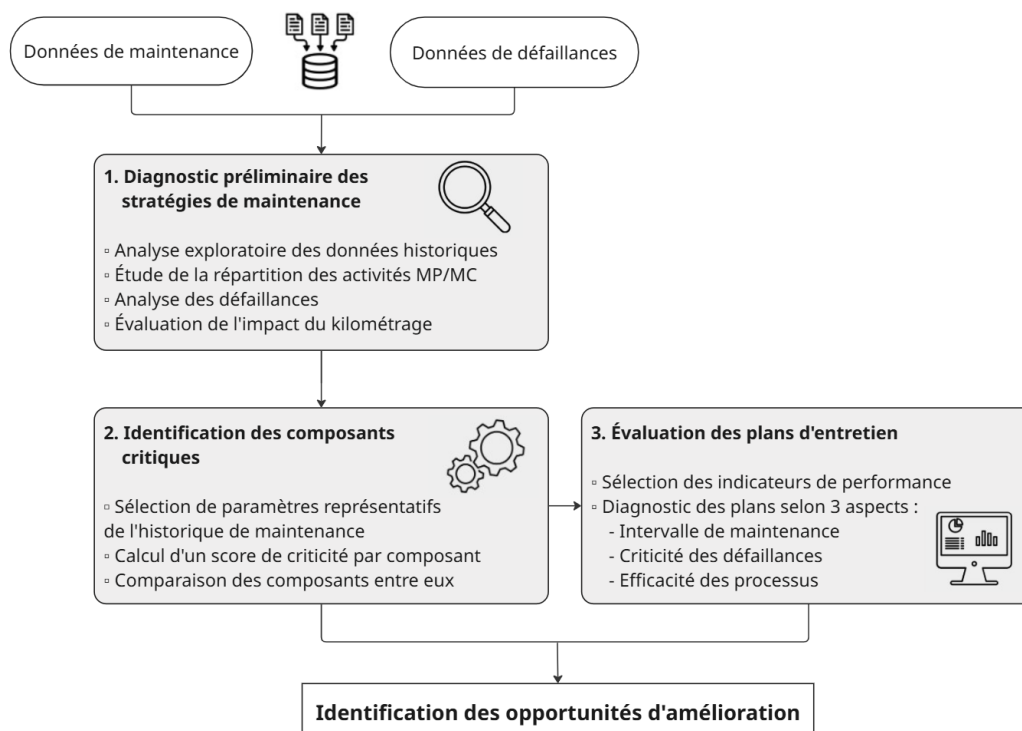 Données de maintenance
Données de défaillances
1. Diagnostic préliminaire des
stratégies de maintenance
▫ Analyse exploratoire des données historiques
▫ Étude de la répartition des activités MP/MC
▫ Analyse des défaillances
▫ Évaluation de l'impact du kilométrage
2. Identification des composants
critiques
▫ Sélection de paramètres représentatifs
de l'historique de maintenance
▫ Calcul d'un score de criticité par composant
▫ Comparaison des composants entre eux
3. Évaluation des plans d'entretien
▫ Sélection des indicateurs de performance
▫ Diagnostic des plans selon 3 aspects :
- Intervalle de maintenance
- Criticité des défaillances
- Efficacité des processus
Identification des opportunités d'amélioration